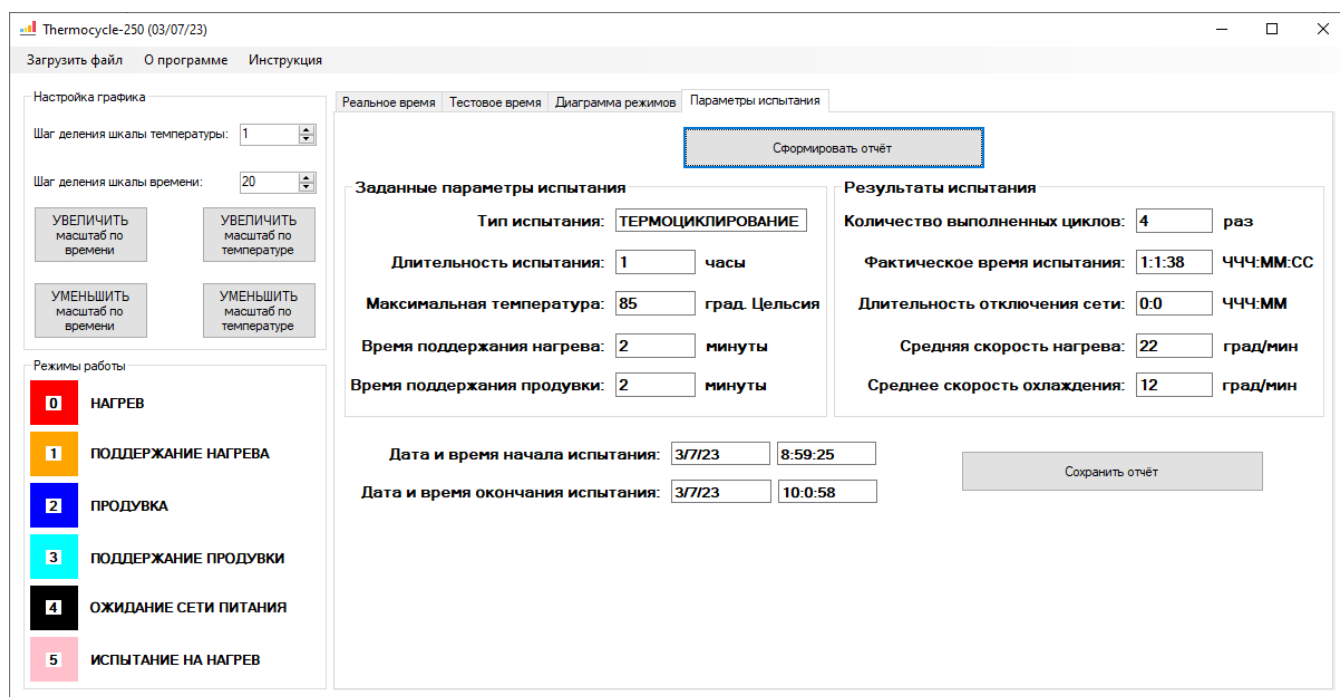 Thermocycle-250 (03/07/23)
Загрузить файл О программе Инструкция
Настройка графика
Шаг деления шкалы температуры: 1
Шаг деления шкалы времени: 20
УВЕЛИЧИТЬ
масштаб по
времени
УВЕЛИЧИТЬ
масштаб по
температуре
УМЕНЬШИТЬ
масштаб по
времени
УМЕНЬШИТЬ
масштаб по
температуре
Режимы работы
0 НАГРЕВ
1 ПОДДЕРЖАНИЕ НАГРЕВА
2 ПРОДУВКА
3 ПОДДЕРЖАНИЕ ПРОДУВКИ
4 ОЖИДАНИЕ СЕТИ ПИТАНИЯ
5 ИСПЫТАНИЕ НА НАГРЕВ
Реальное время Тестовое время Диаграмма режимов Параметры испытания
Сформировать отчёт
Заданные параметры испытания
Тип испытания: ТЕРМОЦИКЛИРОВАНИЕ
Длительность испытания: 1 часы
Максимальная температура: 85 град. Цельсия
Время поддержания нагрева: 2 минуты
Время поддержания продувки: 2 минуты
Результаты испытания
Количество выполненных циклов: 4 раз
Фактическое время испытания: 1:1:38 ЧЧЧ:ММ:СС
Длительность отключения сети: 0:0 ЧЧЧ:ММ
Средняя скорость нагрева: 22 град/мин
Среднее скорость охлаждения: 12 град/мин
Дата и время начала испытания: 3/7/23 8:59:25
Дата и время окончания испытания: 3/7/23 10:0:58
Сохранить отчёт